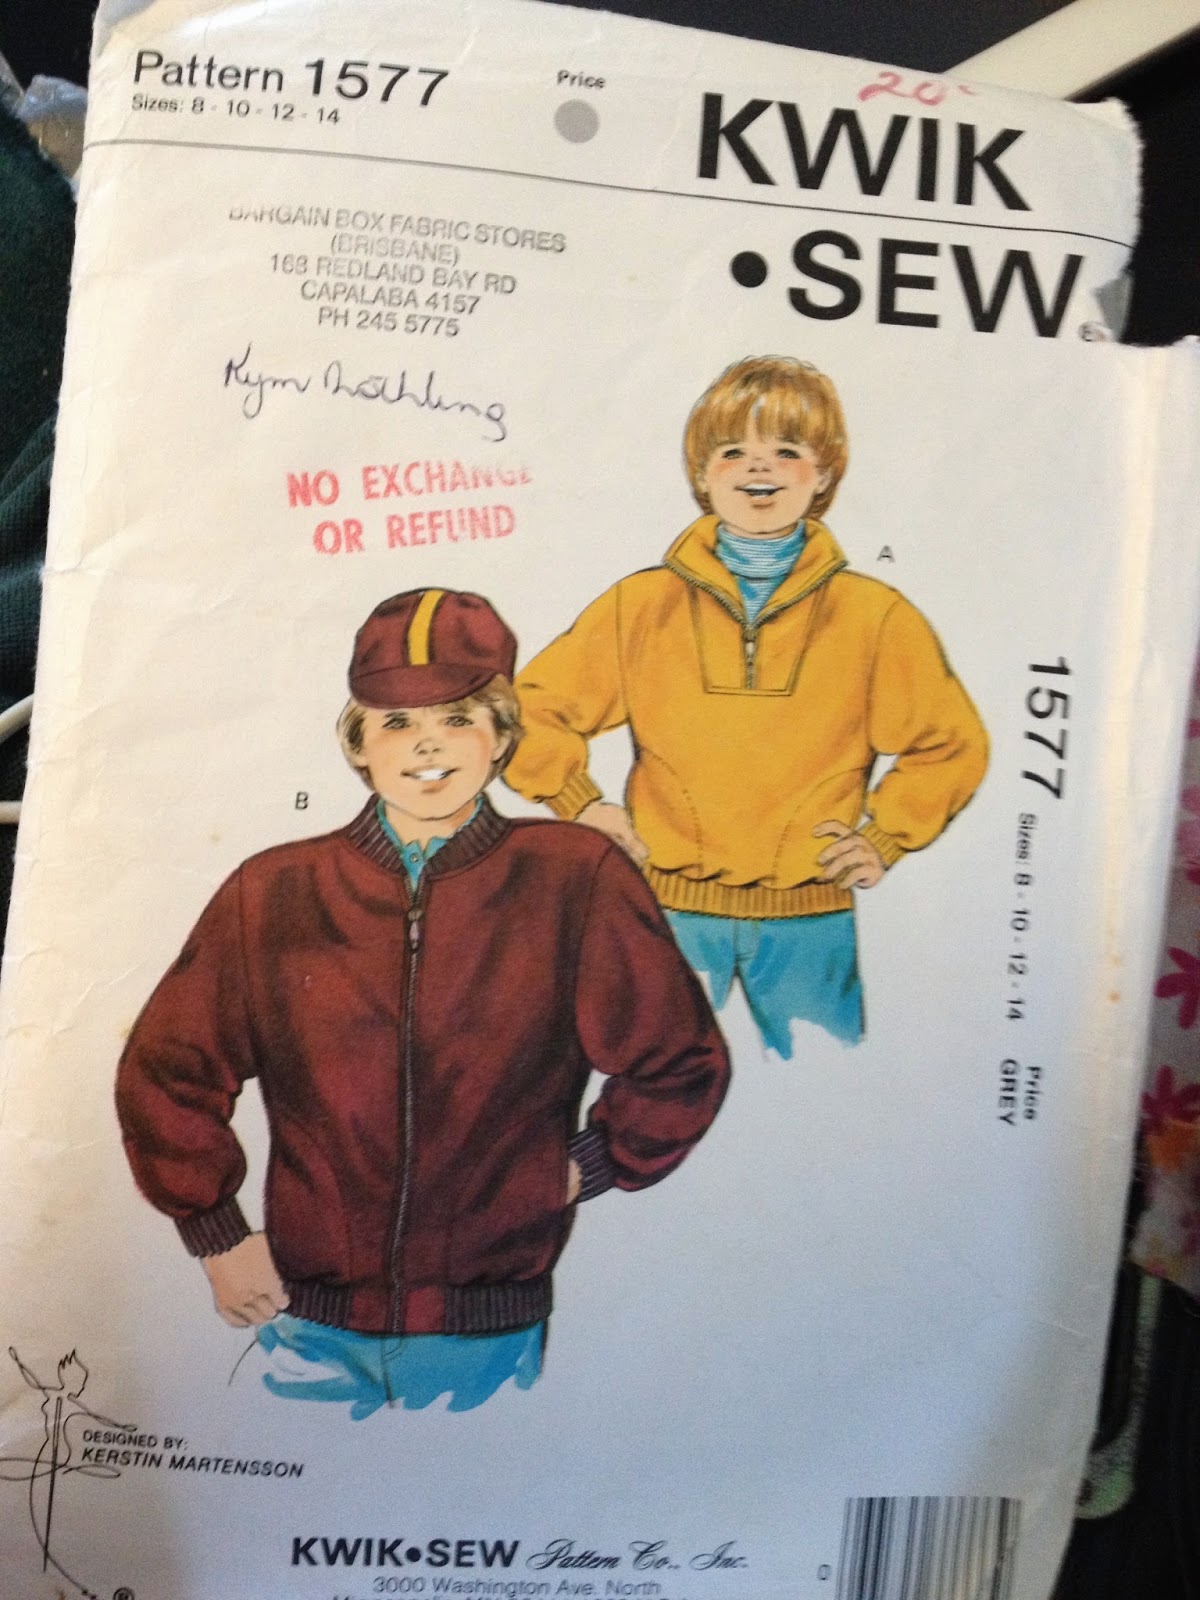 Pattern 1577
Sizes: 8 - 10 - 12 - 14
Price
20c
KWIK
•SEW
BARGAIN BOX FABRIC STORES
(BRISBANE)
168 REDLAND BAY RD
CAPALABA 4157
PH 245 5775
Kym
NO EXCHANGE
OR REFUND
A
B
1577 Sizes: 8 - 10 - 12 - 14 Price
GREY
DESIGNED BY:
KERSTIN MARTENSSON
®
KWIK•SEW Pattern Co., Inc.
3000 Washington Ave. North
0